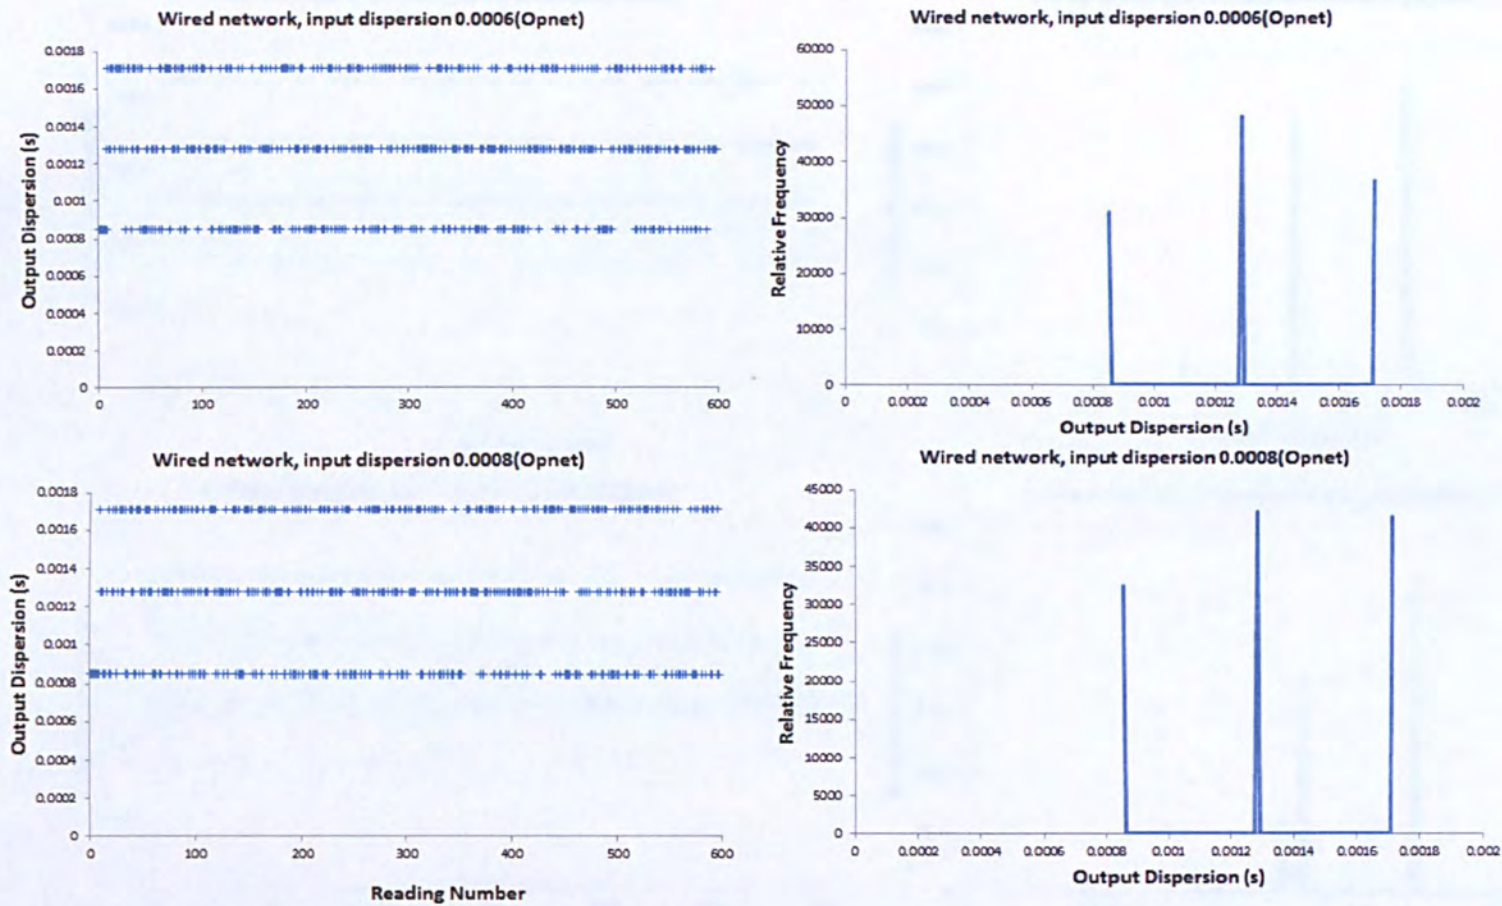 Wired network, input dispersion 0.0006(Opnet)
Output Dispersion (s)
0.0018
0.0016
0.0014
0.0012
0.001
0.0008
0.0006
0.0004
0.0002
0
0 100 200 300 400 500 600
Wired network, input dispersion 0.0006(Opnet)
Relative Frequency
60000
50000
40000
30000
20000
10000
0
0 0.0002 0.0004 0.0006 0.0008 0.001 0.0012 0.0014 0.0016 0.0018 0.002
Output Dispersion (s)
Wired network, input dispersion 0.0008(Opnet)
Output Dispersion (s)
0.0018
0.0016
0.0014
0.0012
0.001
0.0008
0.0006
0.0004
0.0002
0
0 100 200 300 400 500 600
Reading Number
Wired network, input dispersion 0.0008(Opnet)
Relative Frequency
45000
40000
35000
30000
25000
20000
15000
10000
5000
0
0 0.0002 0.0004 0.0006 0.0008 0.001 0.0012 0.0014 0.0016 0.0018 0.002
Output Dispersion (s)